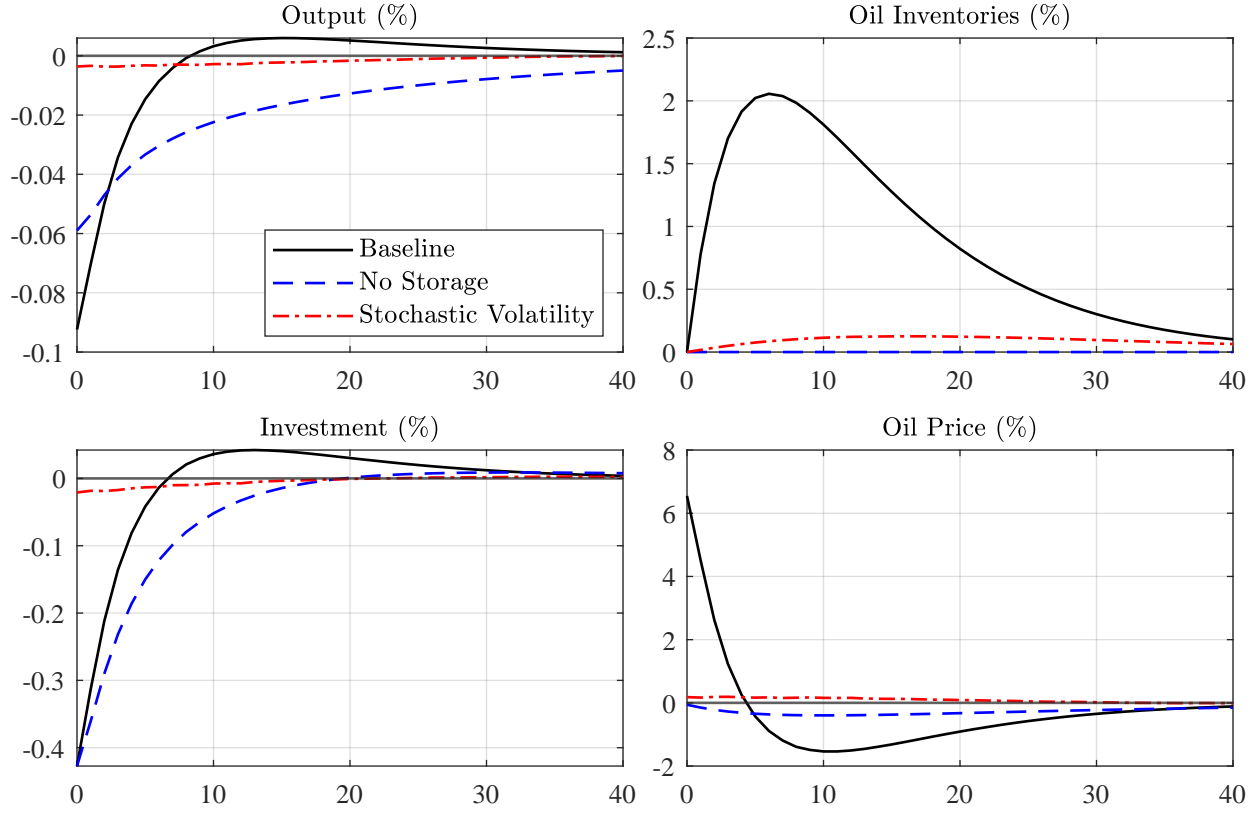 Output (%)
0
-0.02
-0.04
-0.06
-0.08
-0.1
0 10 20 30 40
Baseline
No Storage
Stochastic Volatility
Oil Inventories (%)
2.5
2
1.5
1
0.5
0
0 10 20 30 40
Investment (%)
0
-0.1
-0.2
-0.3
-0.4
0 10 20 30 40
Oil Price (%)
8
6
4
2
0
-2
0 10 20 30 40